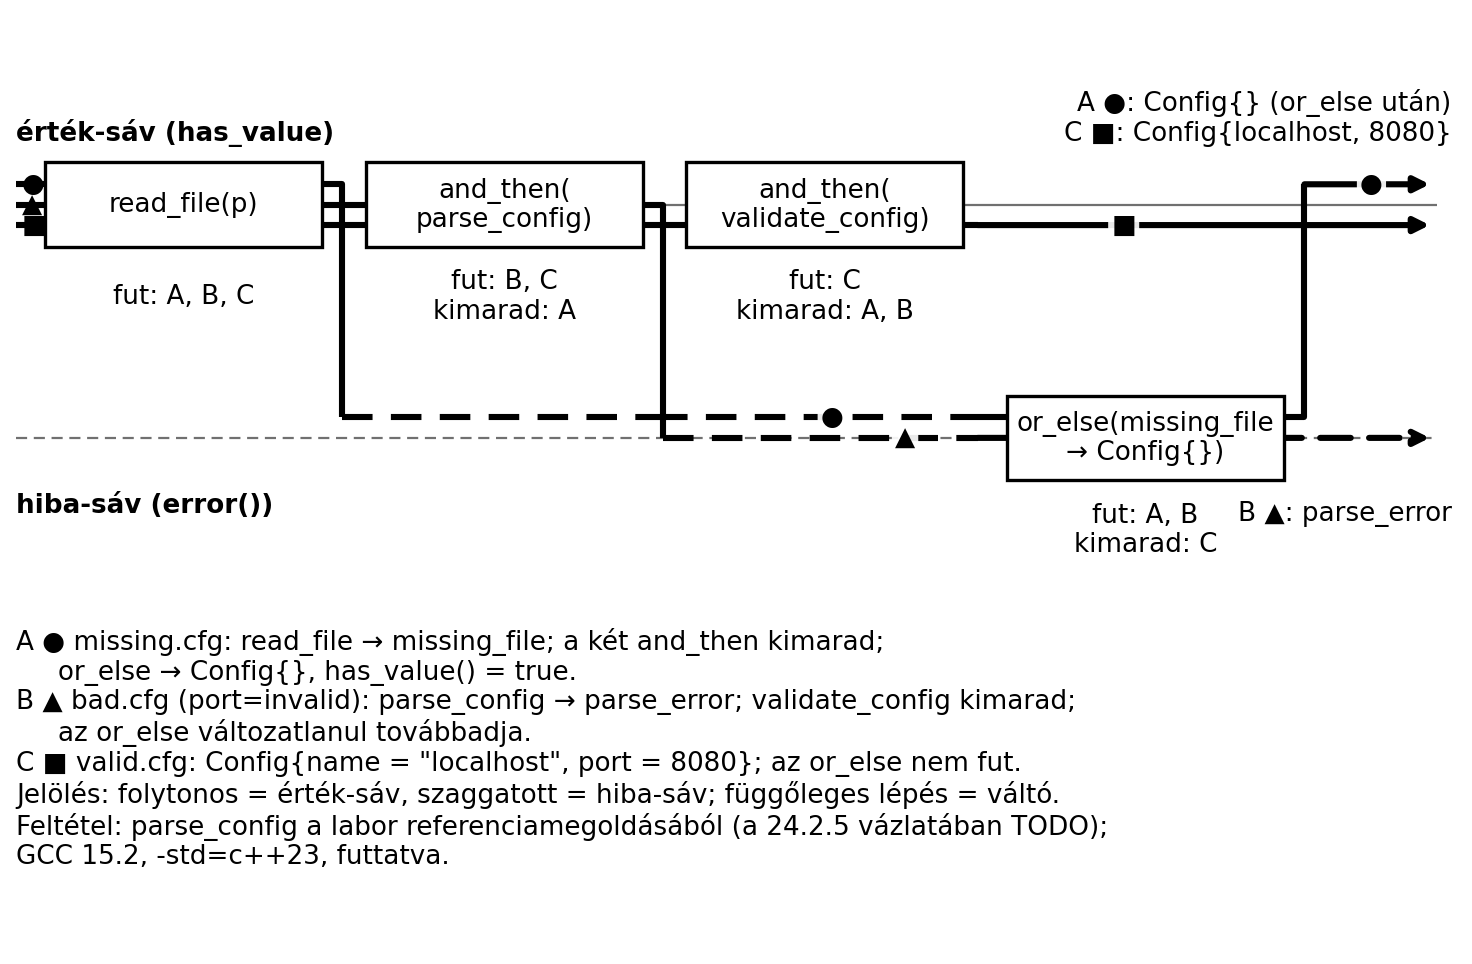 A ●: Config{} (or_else után)
C ■: Config{localhost, 8080}
érték-sáv (has_value)
read_file(p)
and_then(
parse_config)
and_then(
validate_config)
fut: A, B, C
fut: B, C
kimarad: A
fut: C
kimarad: A, B
or_else(missing_file
→ Config{})
hiba-sáv (error())
fut: A, B
kimarad: C
B ▲: parse_error
A ● missing.cfg: read_file → missing_file; a két and_then kimarad;
or_else → Config{}, has_value() = true.
B ▲ bad.cfg (port=invalid): parse_config → parse_error; validate_config kimarad;
az or_else változatlanul továbbadja.
C ■ valid.cfg: Config{name = "localhost", port = 8080}; az or_else nem fut.
Jelölés: folytonos = érték-sáv, szaggatott = hiba-sáv; függőleges lépés = váltó.
Feltétel: parse_config a labor referenciamegoldásából (a 24.2.5 vázlatában TODO);
GCC 15.2, -std=c++23, futtatva.